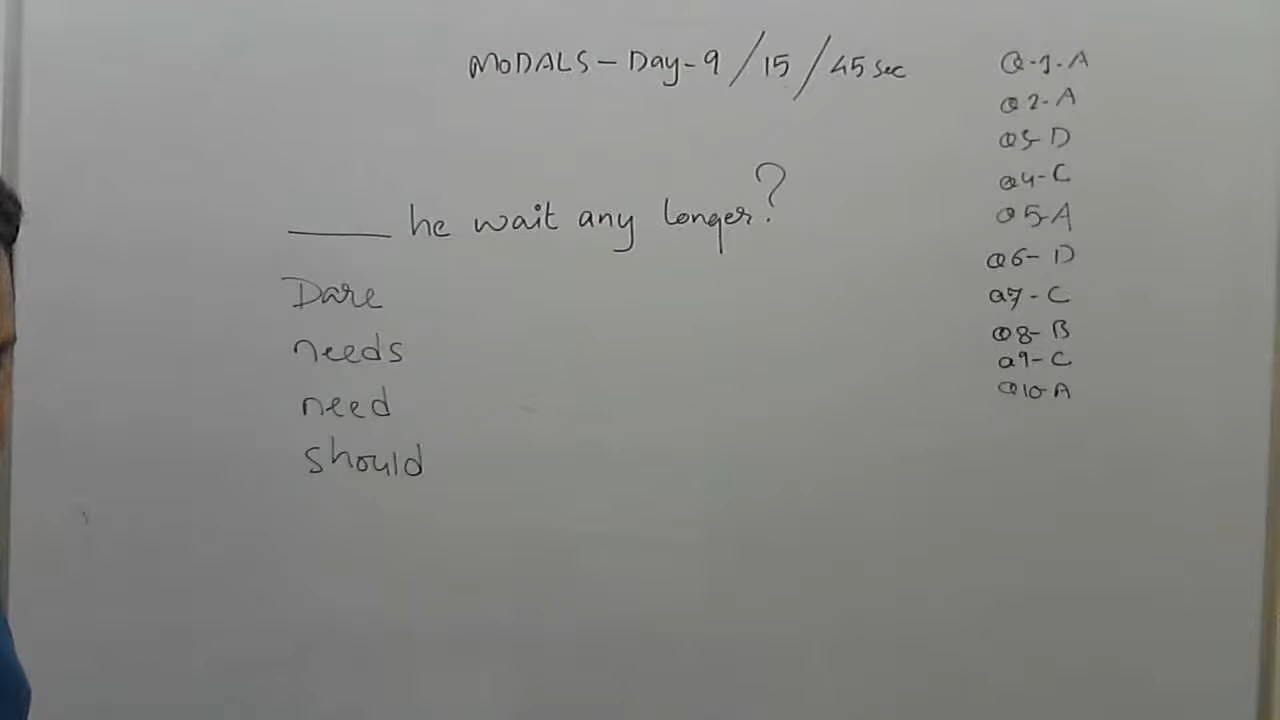 MODALS - Day - 9 / 15 / 45 sec
____ he wait any longer?
Dare
needs
need
should
Q-1-A
Q2-A
Q3-D
Q4-C
Q5-A
Q6-D
Q7-C
Q8-B
Q9-C
Q10-A